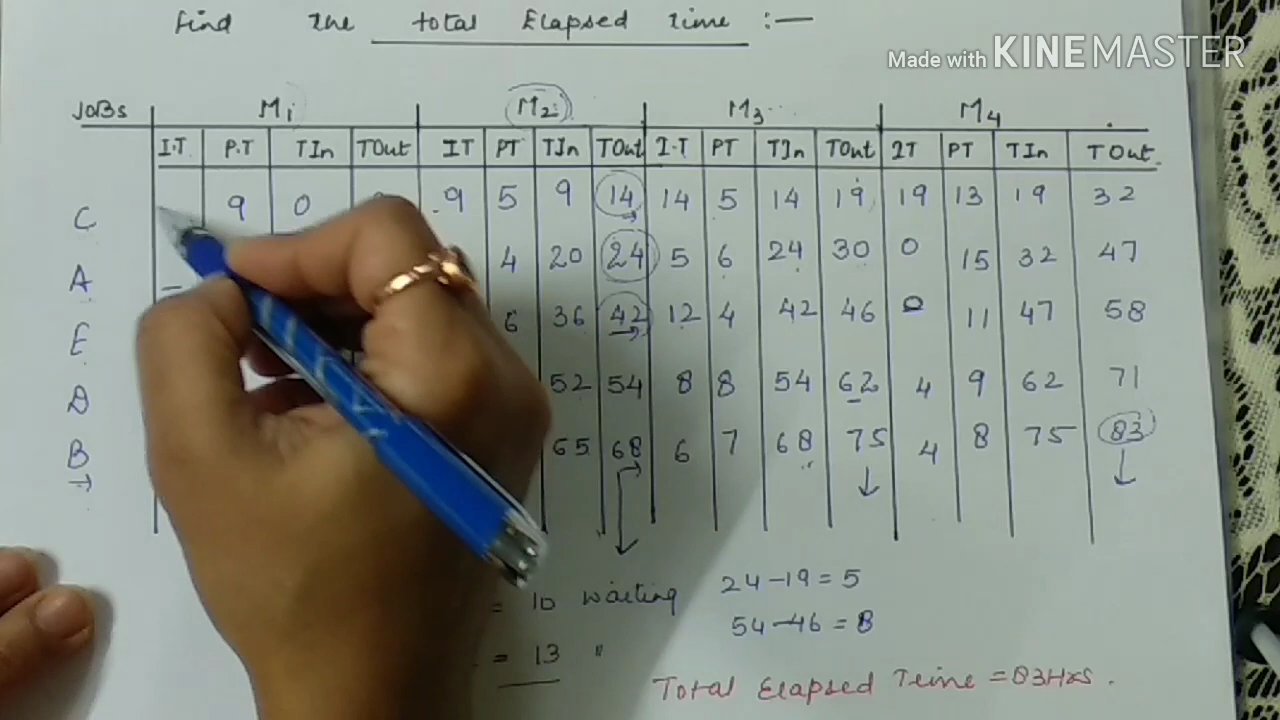 Find the total Elapsed Time :—
Made with KINEMASTER
JOBs M1 M2 M3 M4
I.T P.T TIn TOut IT PT TIn TOut I.T PT TIn TOut IT PT TIn TOut
C 9 0 9 5 9 14 14 5 14 19 19 13 19 32
A – 4 20 24 5 6 24 30 0 15 32 47
E 6 36 42 12 4 42 46 0 11 47 58
D 52 54 8 8 54 62 4 9 62 71
B 65 68 6 7 68 75 4 8 75 83
= 10 waiting 24-19=5
54-46=8
= 13 "
Total Elapsed Teime = 83Hrs.